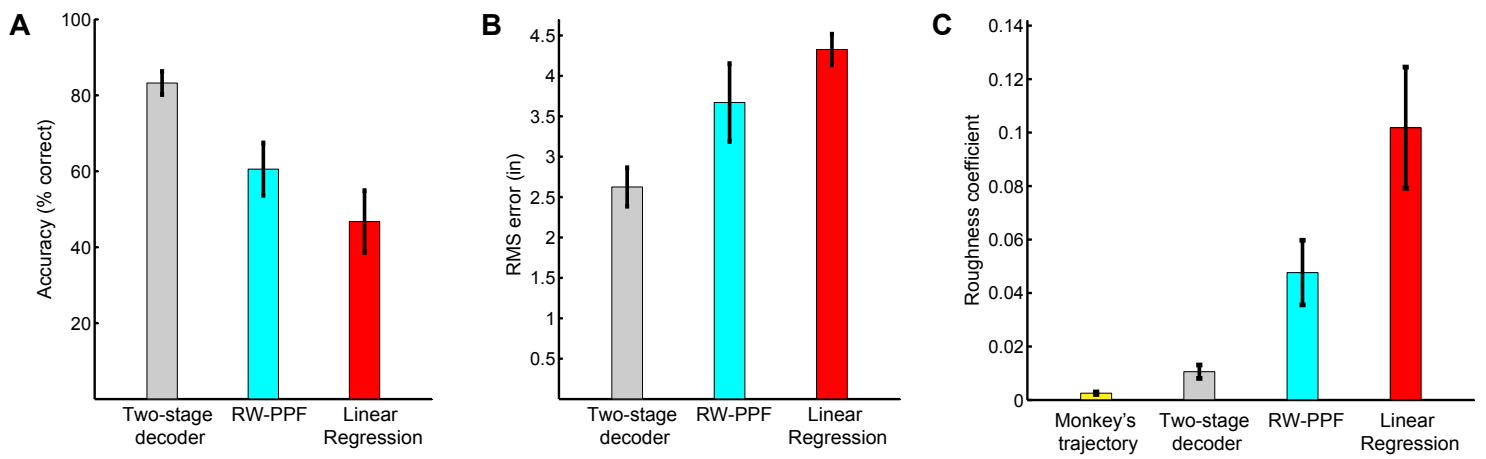 A
Accuracy (% correct)
100
80
60
40
20
Two-stage
decoder
RW-PPF
Linear
Regression
B
RMS error (in)
4.5
4
3.5
3
2.5
2
1.5
1
0.5
Two-stage
decoder
RW-PPF
Linear
Regression
C
Roughness coefficient
0.14
0.12
0.1
0.08
0.06
0.04
0.02
0
Monkey's
trajectory
Two-stage
decoder
RW-PPF
Linear
Regression